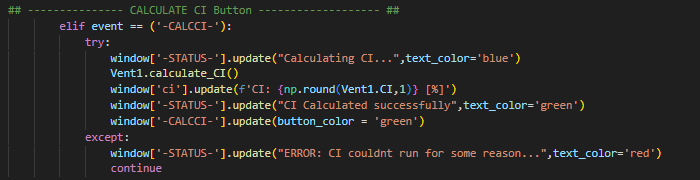 ## --------------- CALCULATE CI Button ------------------- ##
elif event == ('-CALCCI-'):
try:
window['-STATUS-'].update("Calculating CI...",text_color='blue')
Vent1.calculate_CI()
window['ci'].update(f'CI: {np.round(Vent1.CI,1)} [%]')
window['-STATUS-'].update("CI Calculated successfully",text_color='green')
window['-CALCCI-'].update(button_color = 'green')
except:
window['-STATUS-'].update("ERROR: CI couldnt run for some reason...",text_color='red')
continue